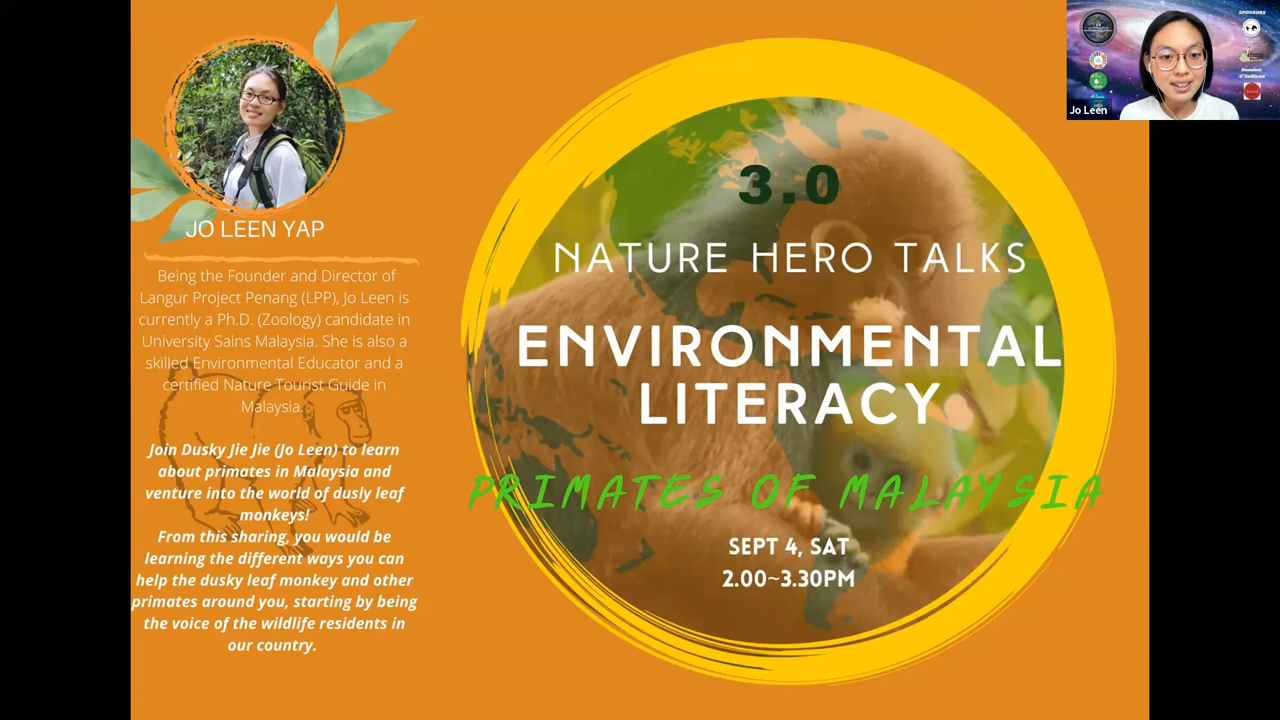 JO LEEN YAP
Being the Founder and Director of
Langur Project Penang (LPP), Jo Leen is
currently a Ph.D. (Zoology) candidate in
University Sains Malaysia. She is also a
skilled Environmental Educator and a
certified Nature Tourist Guide in
Malaysia.
Join Dusky Jie Jie (Jo Leen) to learn
about primates in Malaysia and
venture into the world of dusly leaf
monkeys!
From this sharing, you would be
learning the different ways you can
help the dusky leaf monkey and other
primates around you, starting by being
the voice of the wildlife residents in
our country.
3.0
NATURE HERO TALKS
ENVIRONMENTAL
LITERACY
PRIMATES OF MALAYSIA
SEPT 4, SAT
2.00~3.30PM
SPONSORS
Dominic
O'Sullivan
Jo Leen